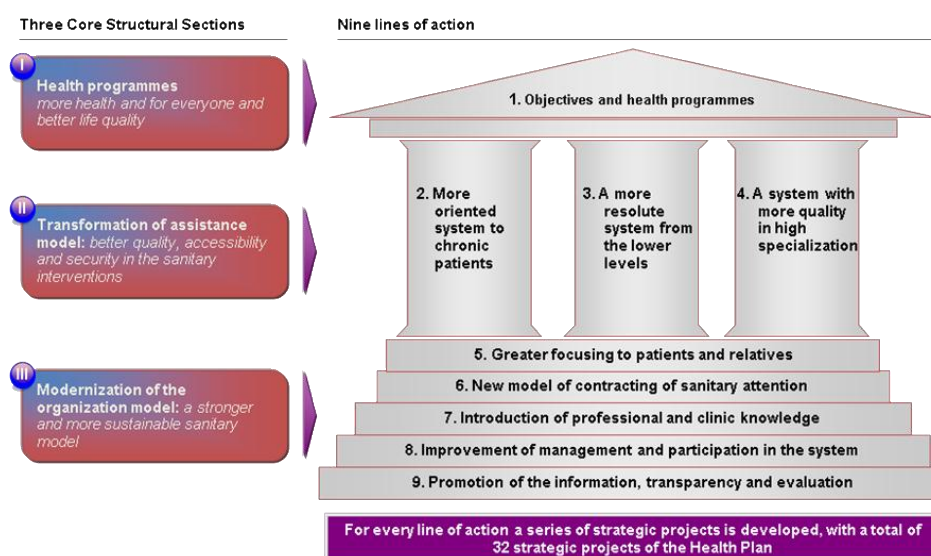 Three Core Structural Sections
Nine lines of action
I
Health programmes
more health and for everyone and
better life quality
II
Transformation of assistance
model: better quality, accessibility
and security in the sanitary
interventions
III
Modernization of the
organization model: a stronger
and more sustainable sanitary
model
1. Objectives and health programmes
2. More
oriented
system to
chronic
patients
3. A more
resolute
system from
the lower
levels
4. A system with
more quality
in high
specialization
5. Greater focusing to patients and relatives
6. New model of contracting of sanitary attention
7. Introduction of professional and clinic knowledge
8. Improvement of management and participation in the system
9. Promotion of the information, transparency and evaluation
For every line of action a series of strategic projects is developed, with a total of
32 strategic projects of the Health Plan